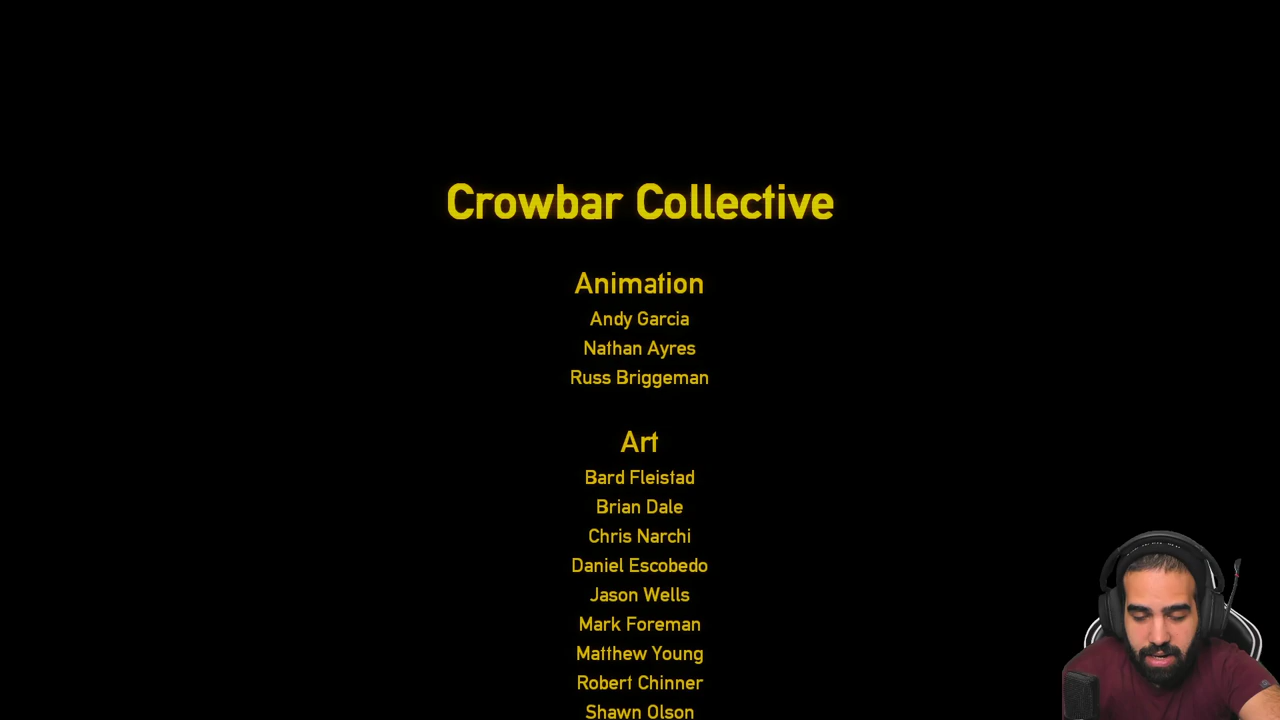 Crowbar Collective
Animation
Andy Garcia
Nathan Ayres
Russ Briggeman
Art
Bard Fleistad
Brian Dale
Chris Narchi
Daniel Escobedo
Jason Wells
Mark Foreman
Matthew Young
Robert Chinner
Shawn Olson